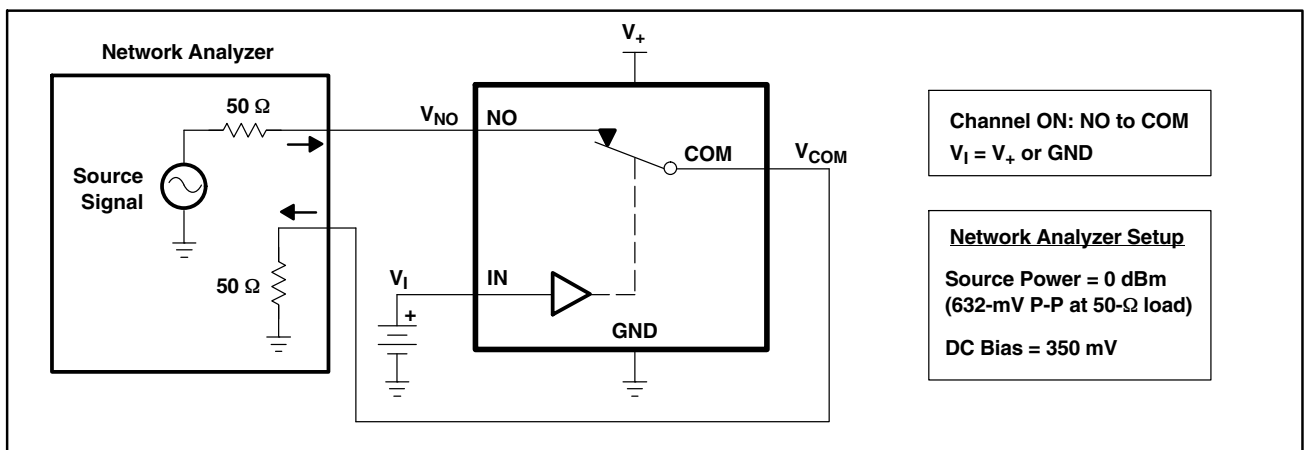 V+
Network Analyzer
50 Ω
VNO
NO
COM
VCOM
Source
Signal
50 Ω
VI
IN
+
GND
Channel ON: NO to COM
VI = V+ or GND
Network Analyzer Setup
Source Power = 0 dBm
(632-mV P-P at 50-Ω load)
DC Bias = 350 mV